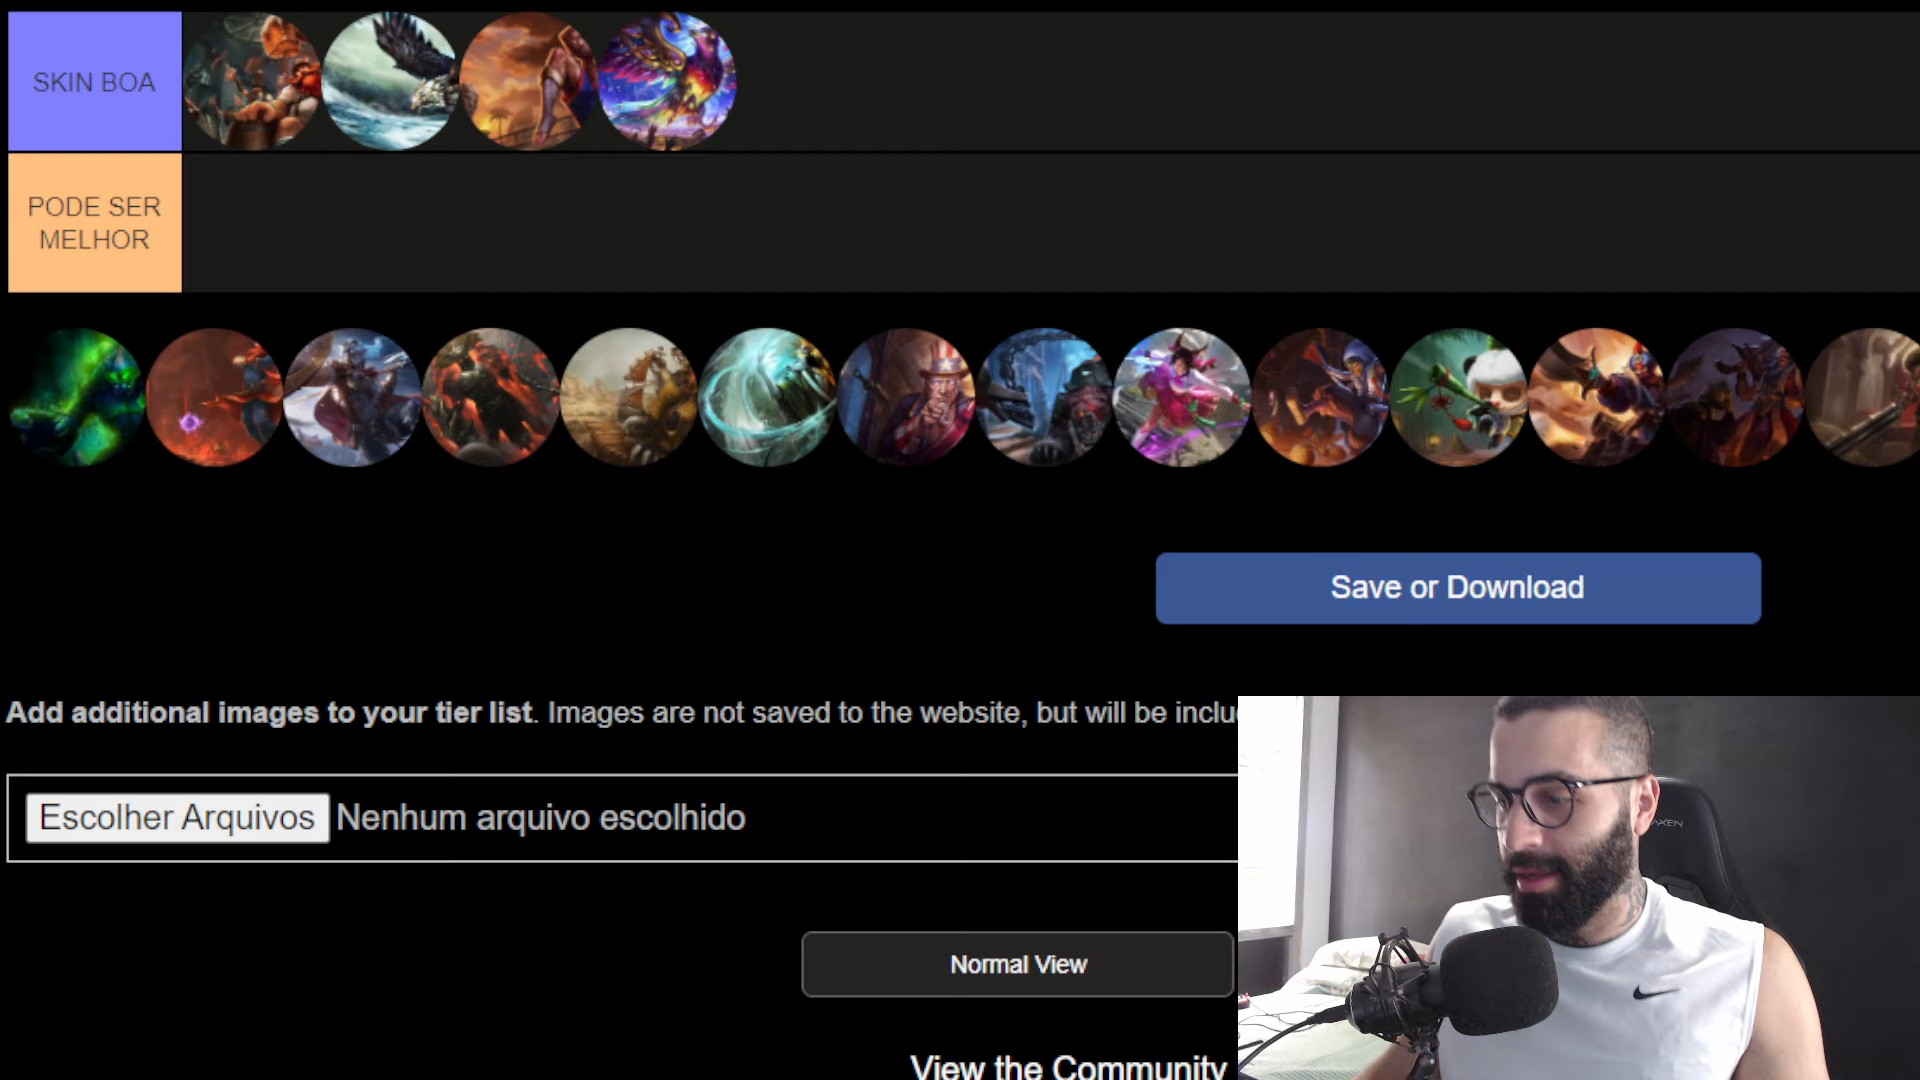 SKIN BOA
PODE SER
MELHOR
Save or Download
Add additional images to your tier list. Images are not saved to the website, but will be
Escolher Arquivos Nenhum arquivo escolhido
Normal View
View the Community